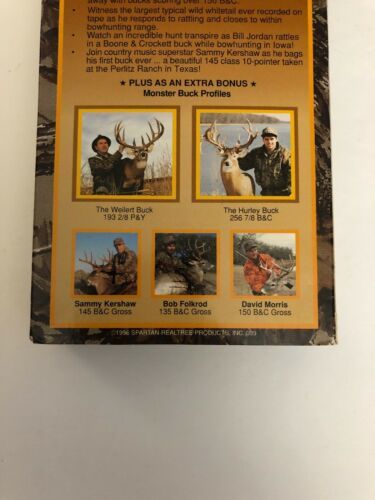 away with bucks scoring over 150 B&C.
• Witness the largest typical wild whitetail ever recorded on
tape as he responds to rattling and closes to within
bowhunting range.
• Watch an incredible hunt transpire as Bill Jordan rattles
in a Boone & Crockett buck while bowhunting in Iowa!
• Join country music superstar Sammy Kershaw as he bags
his first buck ever ... a beautiful 145 class 10-pointer taken
at the Perlitz Ranch in Texas!
★ PLUS AS AN EXTRA BONUS ★
Monster Buck Profiles
The Weilert Buck
193 2/8 P&Y
The Hurley Buck
256 7/8 B&C
Sammy Kershaw
145 B&C Gross
Bob Folkrod
135 B&C Gross
David Morris
150 B&C Gross
©1996 SPARTAN-REALTREE PRODUCTS, INC.